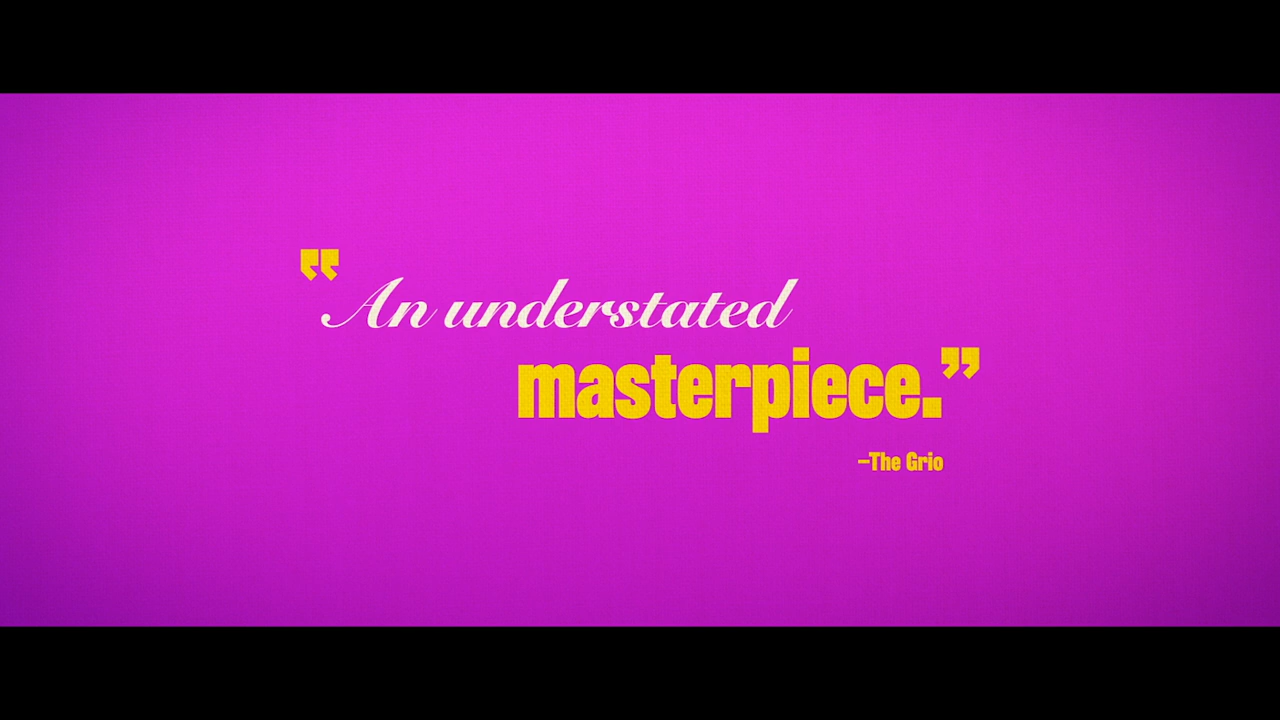 "An understated
masterpiece."
–The Grio